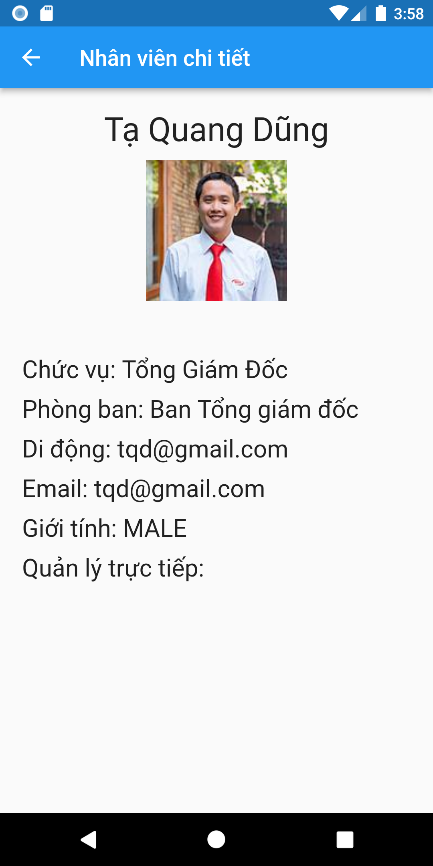 3:58
Nhân viên chi tiết
Tạ Quang Dũng
Chức vụ: Tổng Giám Đốc
Phòng ban: Ban Tổng giám đốc
Di động: tqd@gmail.com
Email: tqd@gmail.com
Giới tính: MALE
Quản lý trực tiếp: